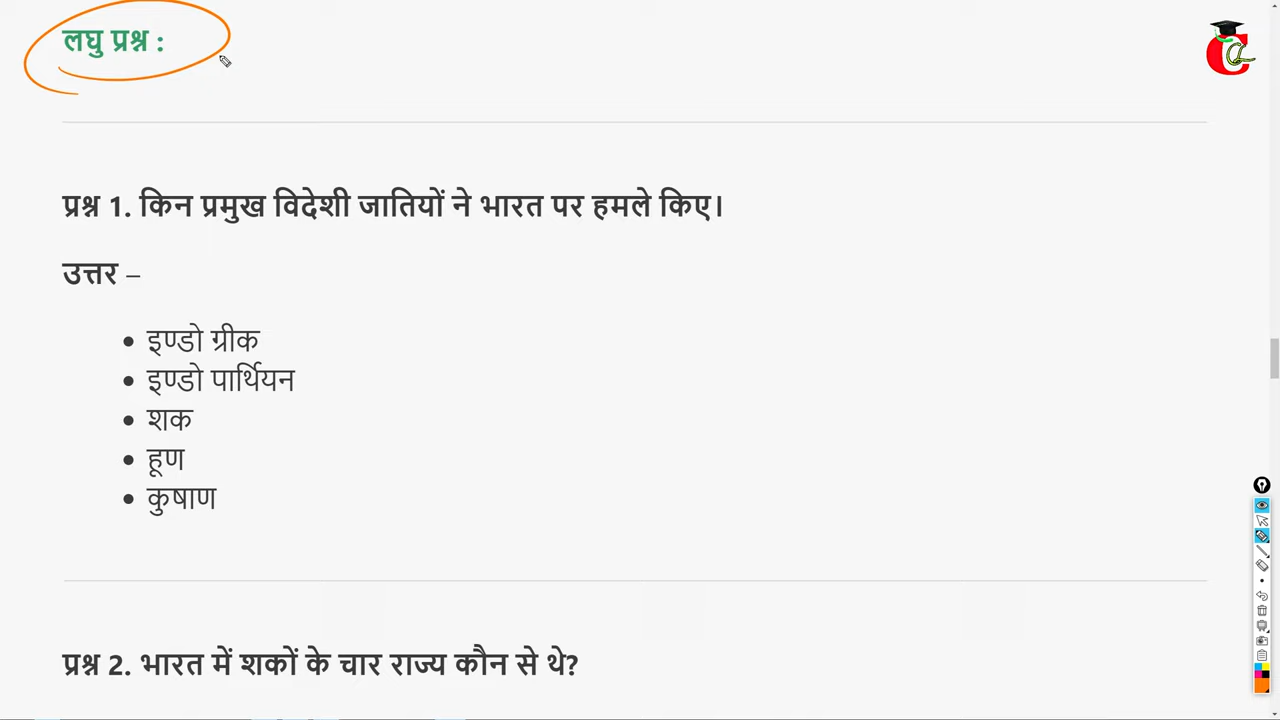 लघु प्रश्न :
प्रश्न 1. किन प्रमुख विदेशी जातियों ने भारत पर हमले किए।
उत्तर –
• इण्डो ग्रीक
• इण्डो पार्थियन
• शक
• हूण
• कुषाण
प्रश्न 2. भारत में शकों के चार राज्य कौन से थे?